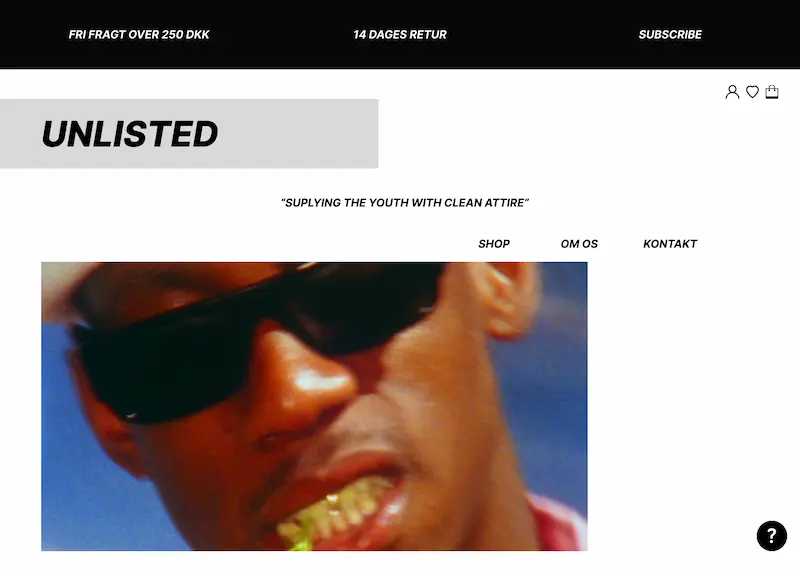 FRI FRAGT OVER 250 DKK
14 DAGES RETUR
SUBSCRIBE
UNLISTED
"SUPLYING THE YOUTH WITH CLEAN ATTIRE"
SHOP
OM OS
KONTAKT
?